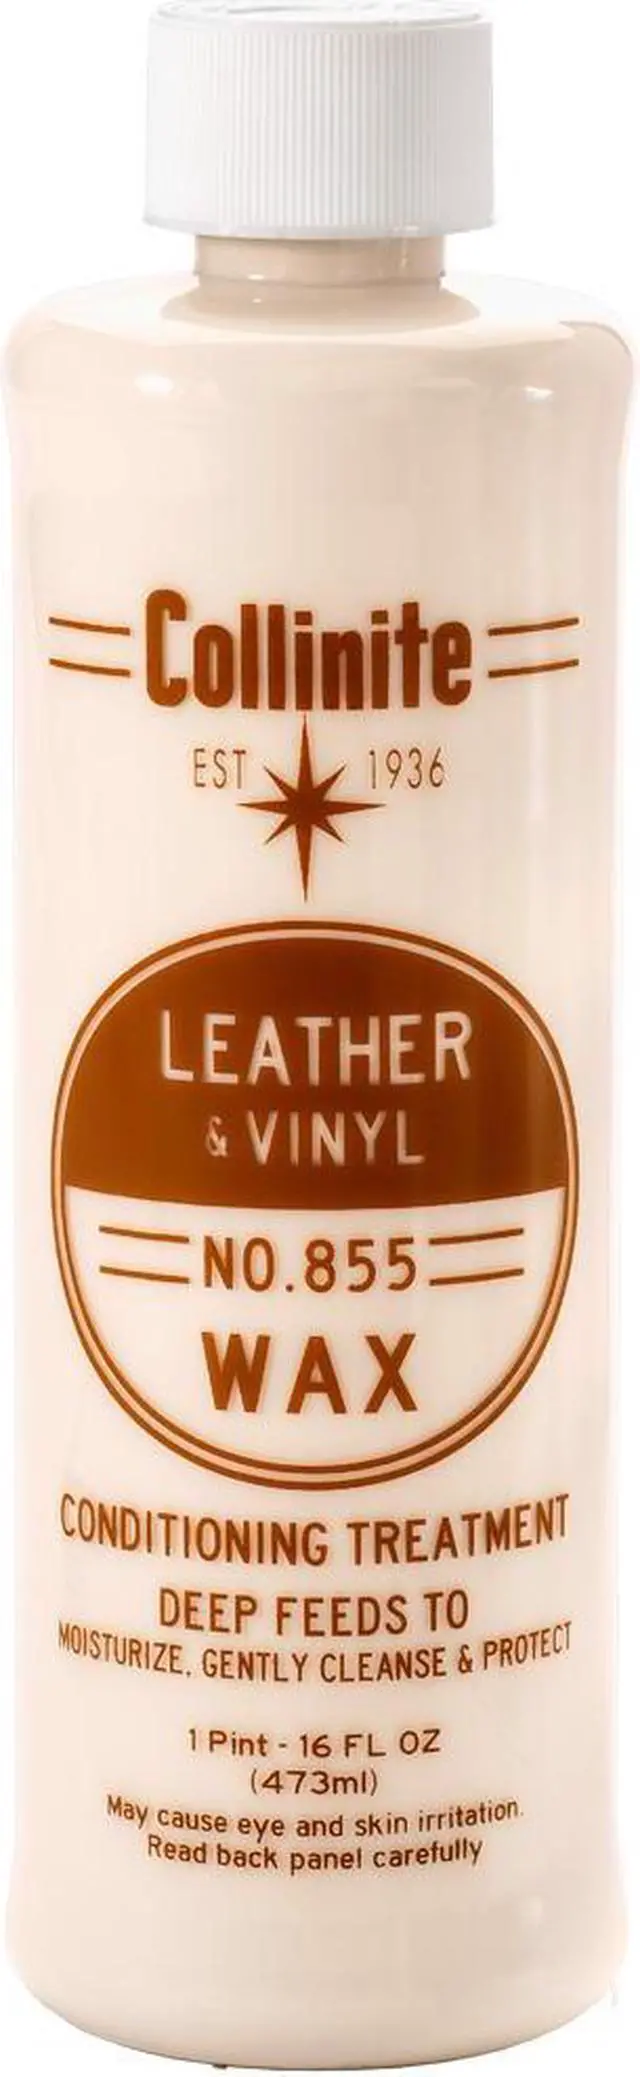 Collinite
EST 1936
LEATHER
& VINYL
NO.855
WAX
CONDITIONING TREATMENT
DEEP FEEDS TO
MOISTURIZE, GENTLY CLEANSE & PROTECT
1 Pint - 16 FL OZ
(473ml)
May cause eye and skin irritation.
Read back panel carefully